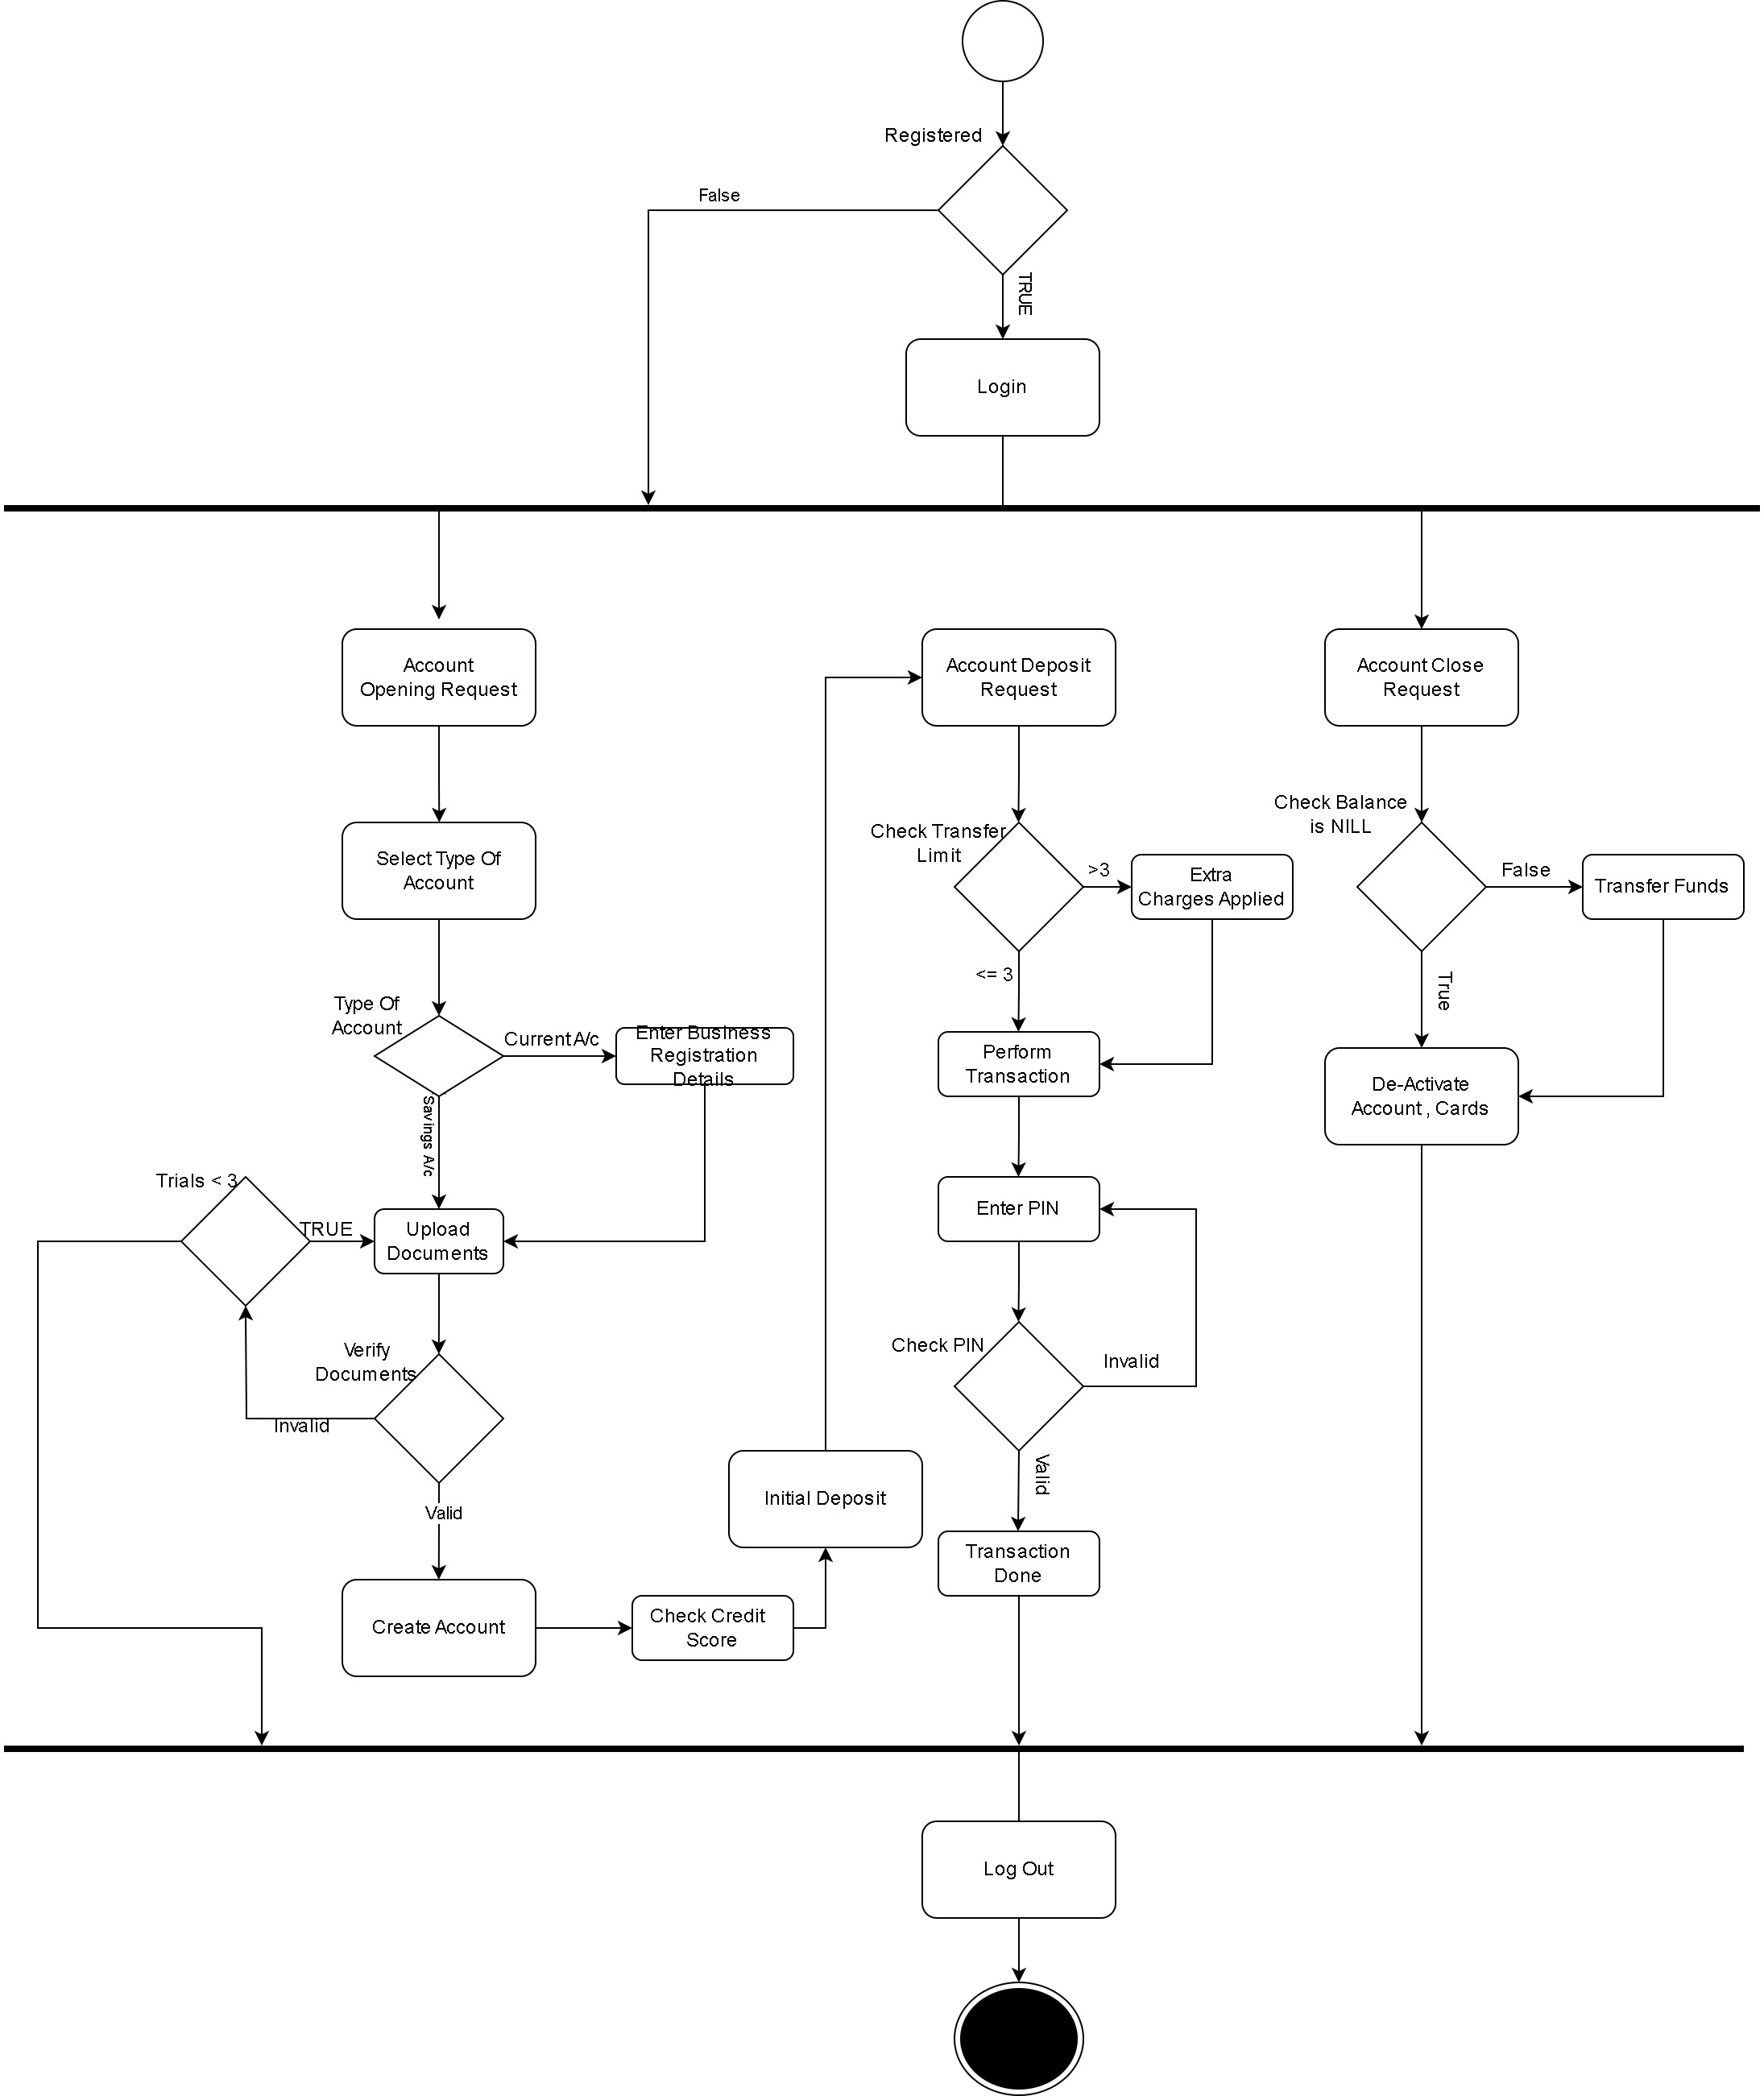 Registered
False
TRUE
Login
Account
Opening Request
Account Deposit
Request
Account Close
Request
Select Type Of
Account
Check Transfer
Limit
>3
Extra
Charges Applied
<= 3
Check Balance
is NILL
False
Transfer Funds
True
Type Of
Account
Current A/c
Enter Business
Registration
Details
Savings A/c
Perform
Transaction
De-Activate
Account , Cards
Trials < 3
TRUE
Upload
Documents
Enter PIN
Verify
Documents
Invalid
Check PIN
Invalid
Valid
Valid
Initial Deposit
Transaction
Done
Create Account
Check Credit
Score
Log Out